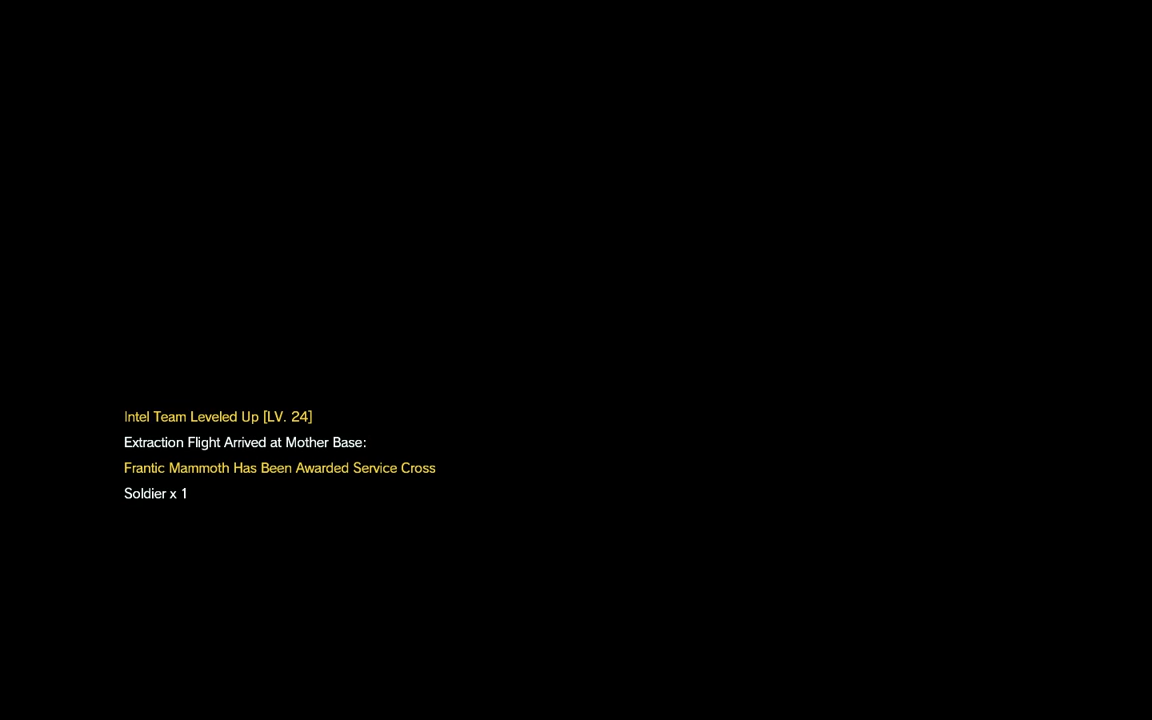 Intel Team Leveled Up [LV. 24]
Extraction Flight Arrived at Mother Base:
Frantic Mammoth Has Been Awarded Service Cross
Soldier x 1